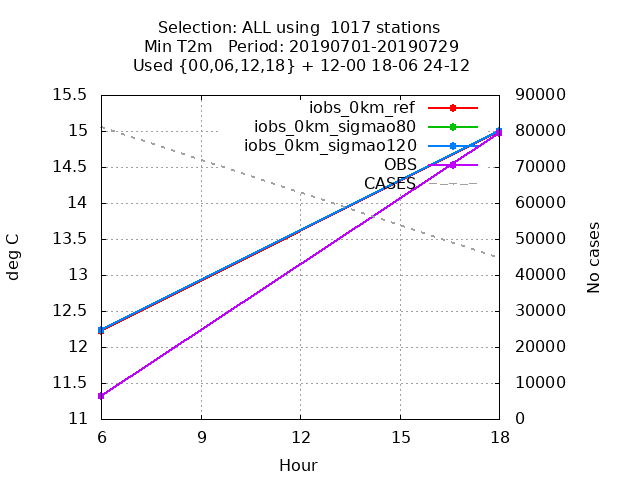 Selection: ALL using  1017 stations
Min T2m   Period: 20190701-20190729
Used {00,06,12,18} + 12-00 18-06 24-12
iobs_0km_ref
iobs_0km_sigmao80
iobs_0km_sigmao120
OBS
CASES
deg C
15.5
15
14.5
14
13.5
13
12.5
12
11.5
11
90000
80000
70000
60000
50000
40000
30000
20000
10000
0
No cases
6 9 12 15 18
Hour